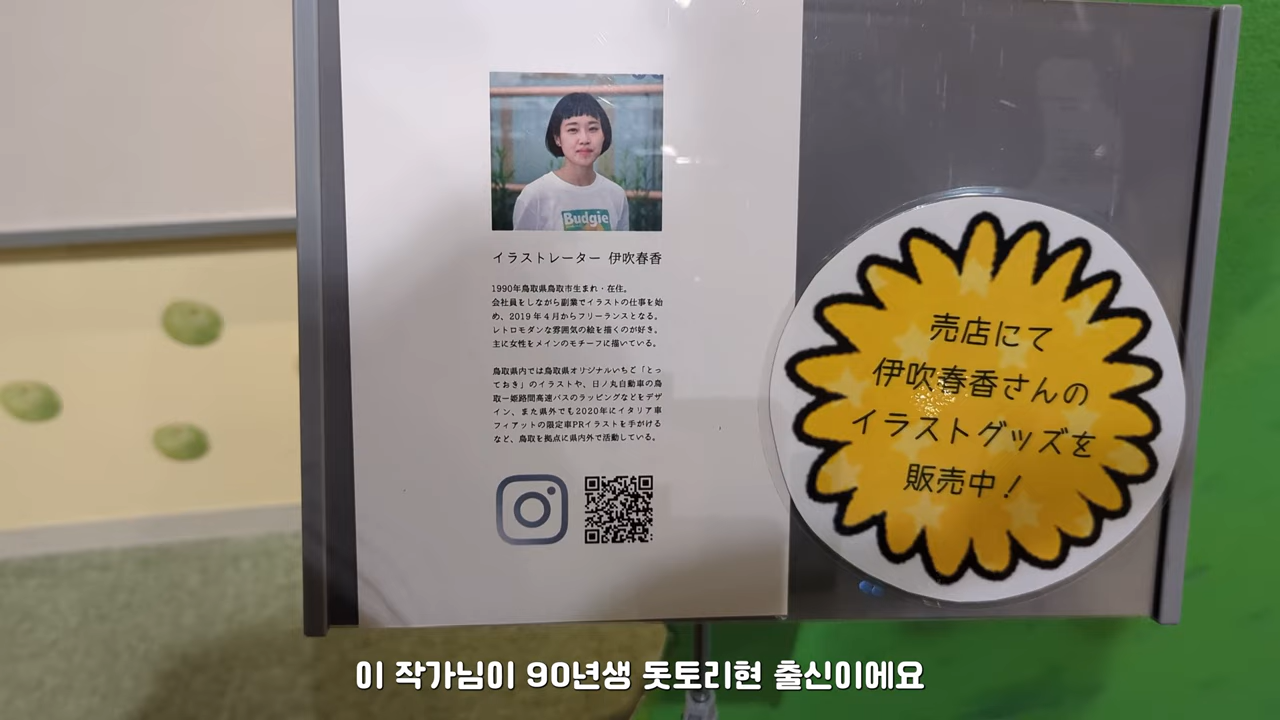 Budgie
イラストレーター 伊吹春香
1990年鳥取県鳥取市生まれ・在住。
会社員をしながら副業でイラストの仕事を始
め、2019年4月からフリーランスとなる。
レトロモダンな雰囲気の絵を描くのが好き。
主に女性をメインのモチーフに描いている。
鳥取県内では鳥取県オリジナルいちご「とっ
ておき」のイラストや、日ノ丸自動車の鳥
取ー姫路間高速バスのラッピングなどをデザ
イン、また県外でも2020年にイタリア車
フィアットの限定車PRイラストを手がける
など、鳥取を拠点に県内外で活動している。
売店にて
伊吹春香さんの
イラストグッズを
販売中！
이 작가님이 90년생 돗토리현 출신이에요